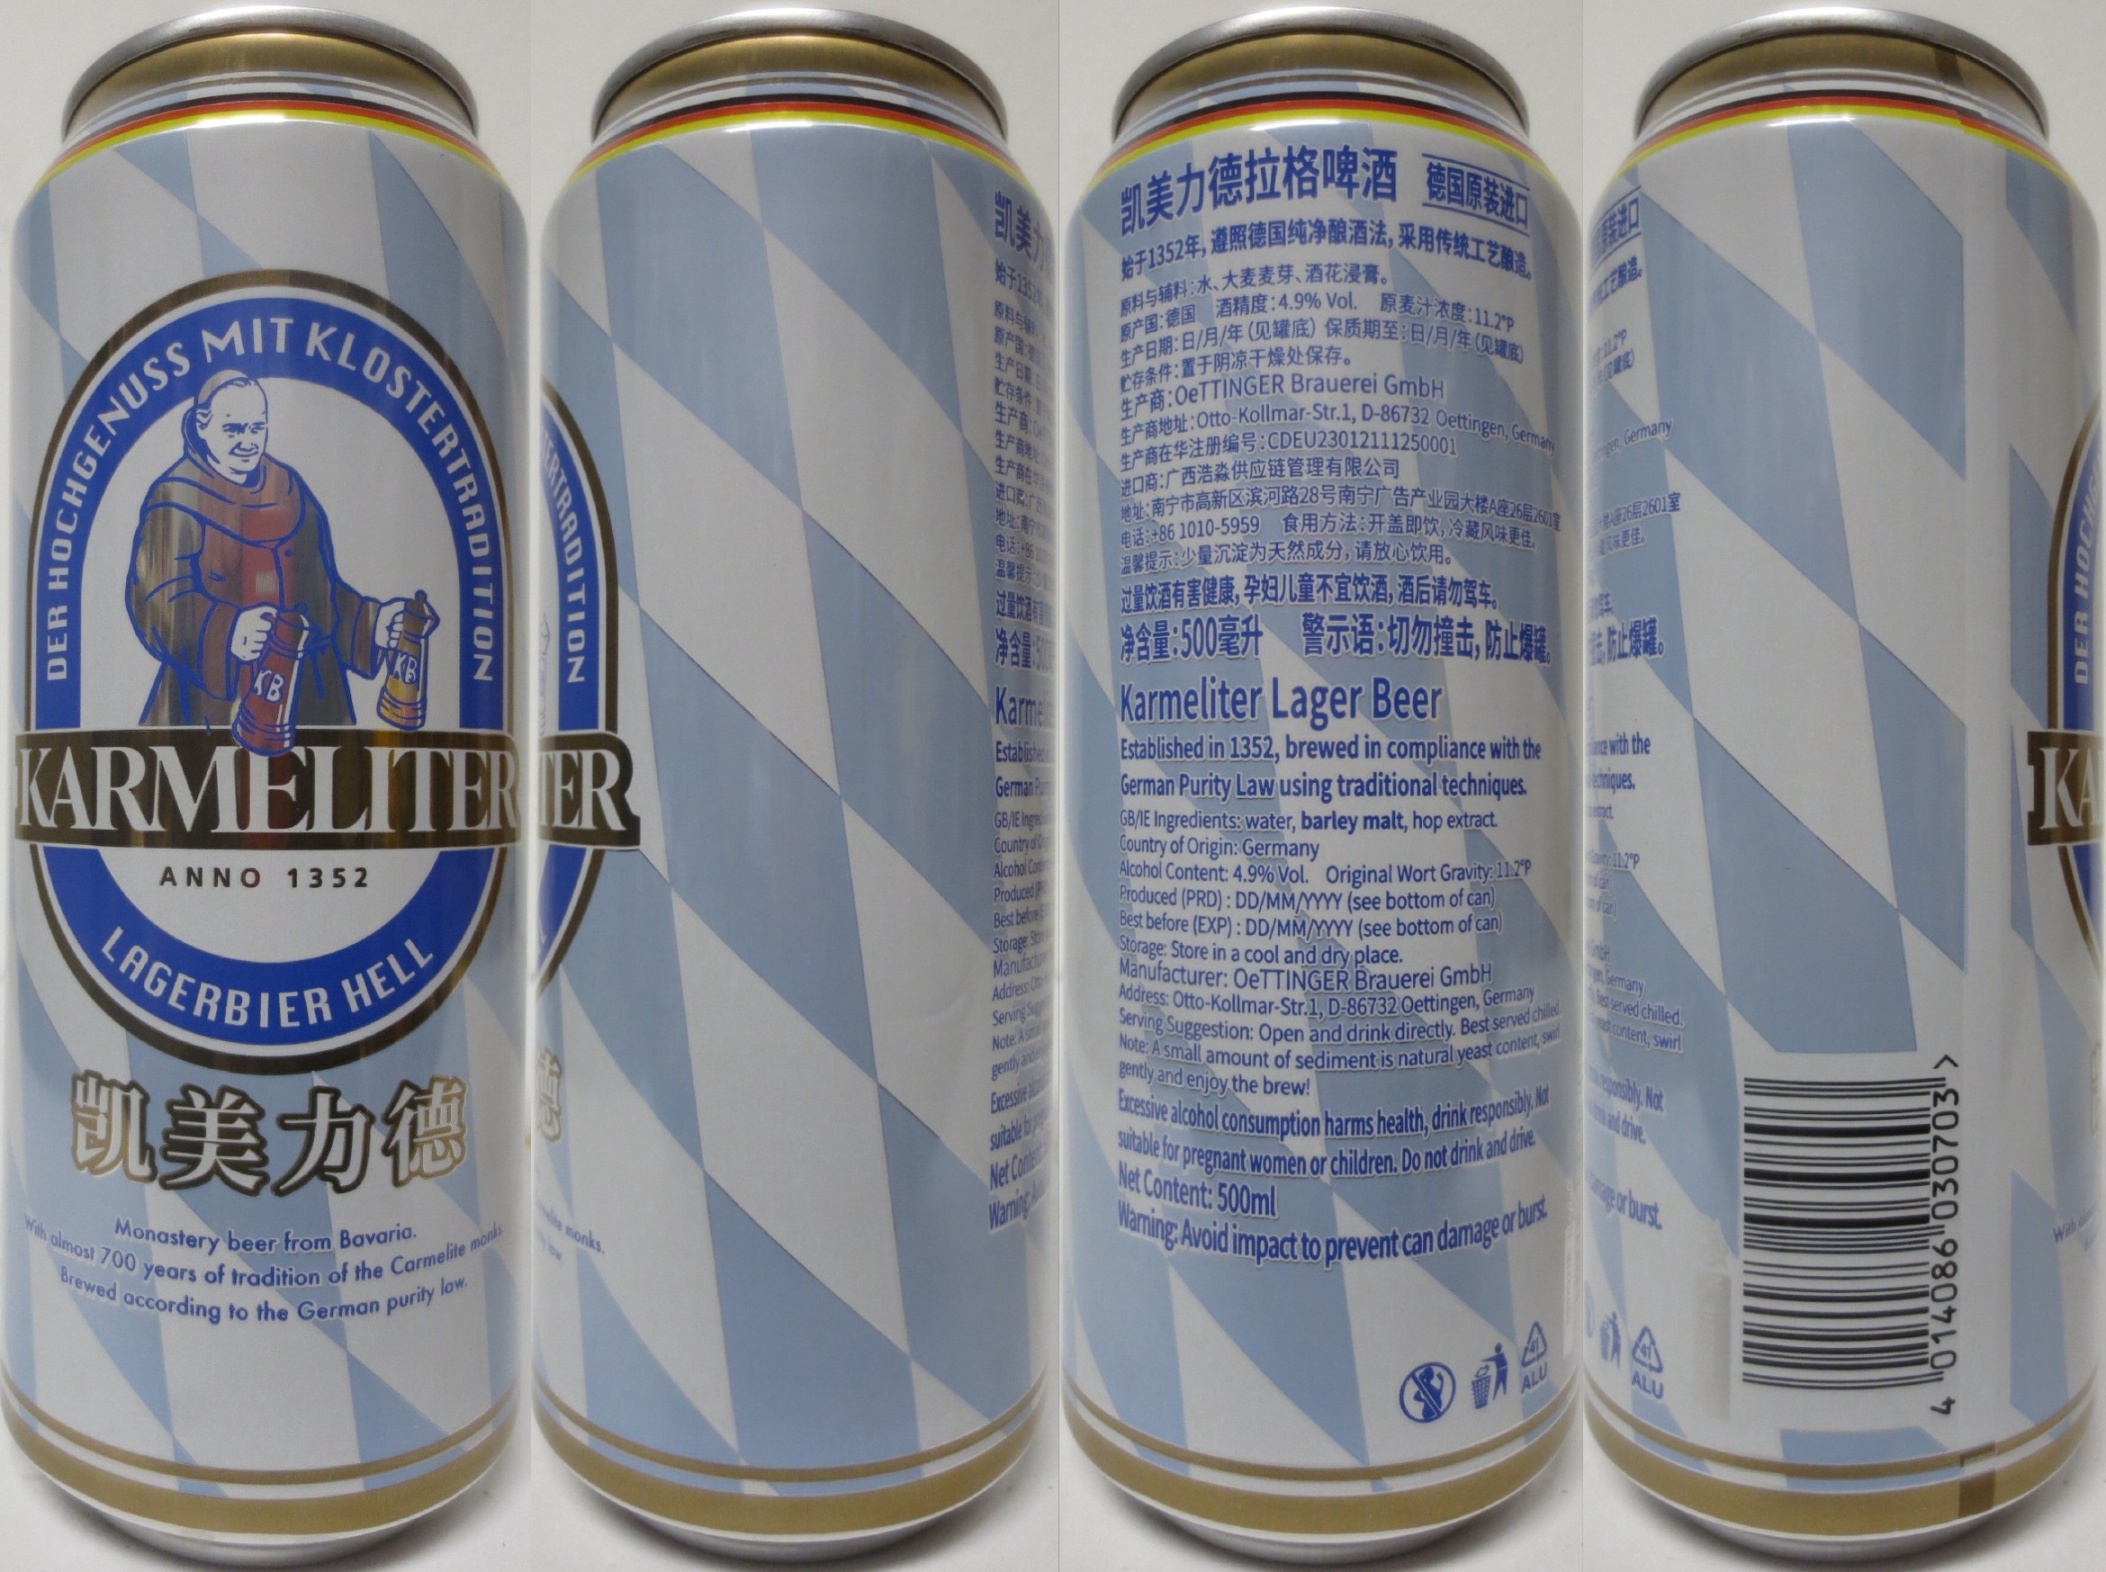 DER HOCHGENUSS MIT KLOSTERTRADITION
KB
KB
KARMELITER
ANNO 1352
LAGERBIER HELL
凯美力德
Monastery beer from Bavaria.
With almost 700 years of tradition of the Carmelite monks.
Brewed according to the German purity law.
凯美力德拉格啤酒 德国原装进口
始于1352年, 遵照德国纯净酿酒法, 采用传统工艺酿造。
原料与辅料:水、大麦麦芽、酒花浸膏。
原产国:德国 酒精度:4.9% Vol. 原麦汁浓度:11.2°P
生产日期:日/月/年(见罐底) 保质期至:日/月/年(见罐底)
贮存条件:置于阴凉干燥处保存。
生产商:OeTTINGER Brauerei GmbH
生产商地址:Otto-Kollmar-Str.1, D-86732 Oettingen, Germany
生产商在华注册编号:CDEU23012111250001
进口商:广西浩淼供应链管理有限公司
地址:南宁市高新区滨河路28号南宁广告产业园大楼A座26层2601室
电话:+86 1010-5959 食用方法:开盖即饮, 冷藏风味更佳。
温馨提示:少量沉淀为天然成分, 请放心饮用。
过量饮酒有害健康, 孕妇儿童不宜饮酒, 酒后请勿驾车。
净含量:500毫升 警示语:切勿撞击, 防止爆罐。
Karmeliter Lager Beer
Established in 1352, brewed in compliance with the
German Purity Law using traditional techniques.
GB/IE Ingredients: water, barley malt, hop extract.
Country of Origin: Germany
Alcohol Content: 4.9% Vol. Original Wort Gravity: 11.2°P
Produced (PRD) : DD/MM/YYYY (see bottom of can)
Best before (EXP) : DD/MM/YYYY (see bottom of can)
Storage: Store in a cool and dry place.
Manufacturer: OeTTINGER Brauerei GmbH
Address: Otto-Kollmar-Str.1, D-86732 Oettingen, Germany
Serving Suggestion: Open and drink directly. Best served chilled.
Note: A small amount of sediment is natural yeast content, swirl
gently and enjoy the brew!
Excessive alcohol consumption harms health, drink responsibly. Not
suitable for pregnant women or children. Do not drink and drive.
Net Content: 500ml
Warning: Avoid impact to prevent can damage or burst.
41
ALU
4 014086 030703 >